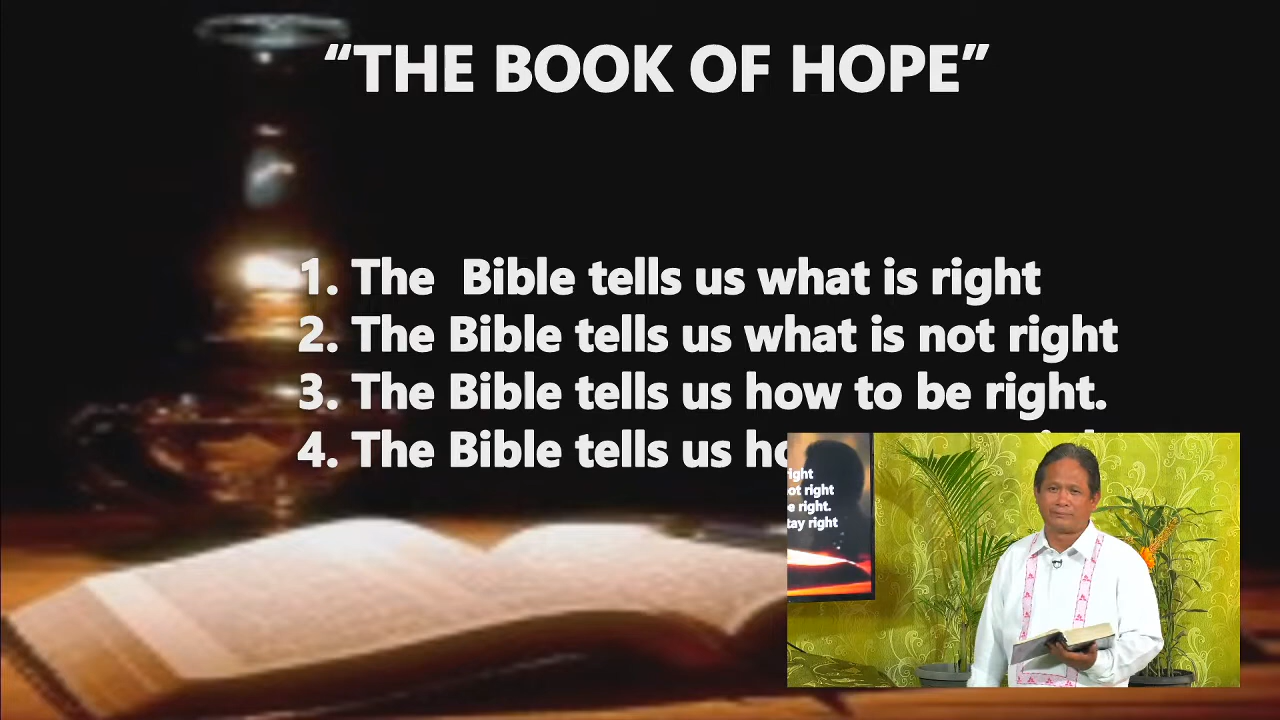 “THE BOOK OF HOPE”
1. The Bible tells us what is right
2. The Bible tells us what is not right
3. The Bible tells us how to be right.
4. The Bible tells us ho
ight
ot right
e right.
tay right